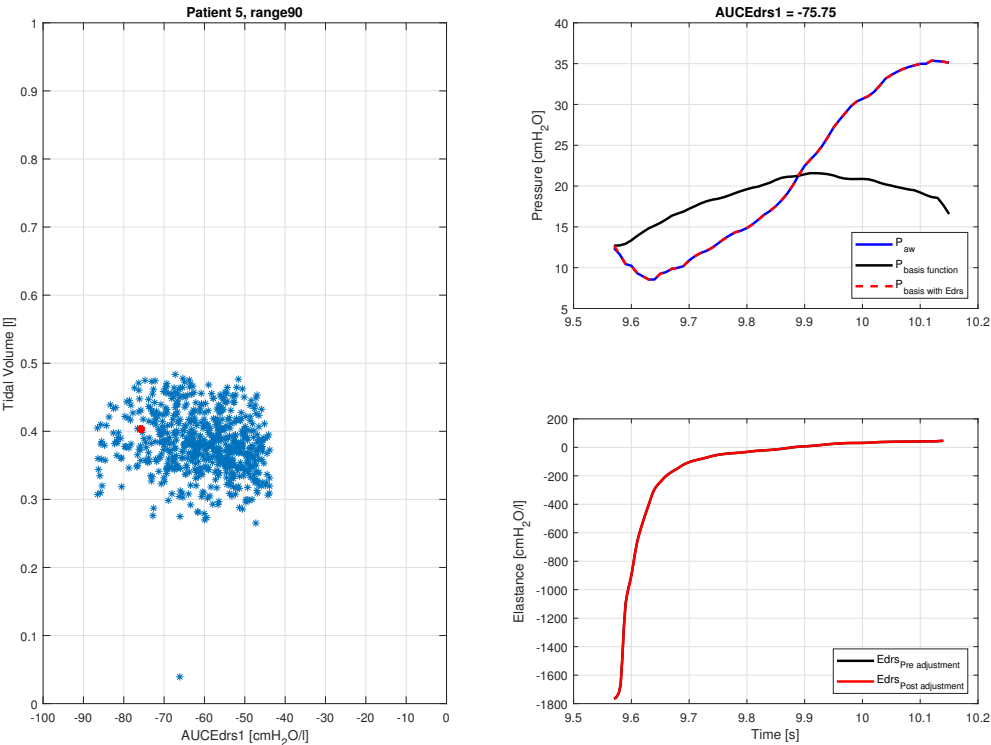 Patient 5, range90
1
0.9
0.8
0.7
0.6
0.5
0.4
0.3
0.2
0.1
0
Tidal Volume [l]
-100 -90 -80 -70 -60 -50 -40 -30 -20 -10 0
AUCEdrs1 [cmH2O/l]
AUCEdrs1 = -75.75
40
35
30
25
20
15
10
5
Pressure [cmH2O]
Paw
Pbasis function
Pbasis with Edrs
9.5 9.6 9.7 9.8 9.9 10 10.1 10.2
200
0
-200
-400
-600
-800
-1000
-1200
-1400
-1600
-1800
Elastance [cmH2O/l]
EdrsPre adjustment
EdrsPost adjustment
9.5 9.6 9.7 9.8 9.9 10 10.1 10.2
Time [s]